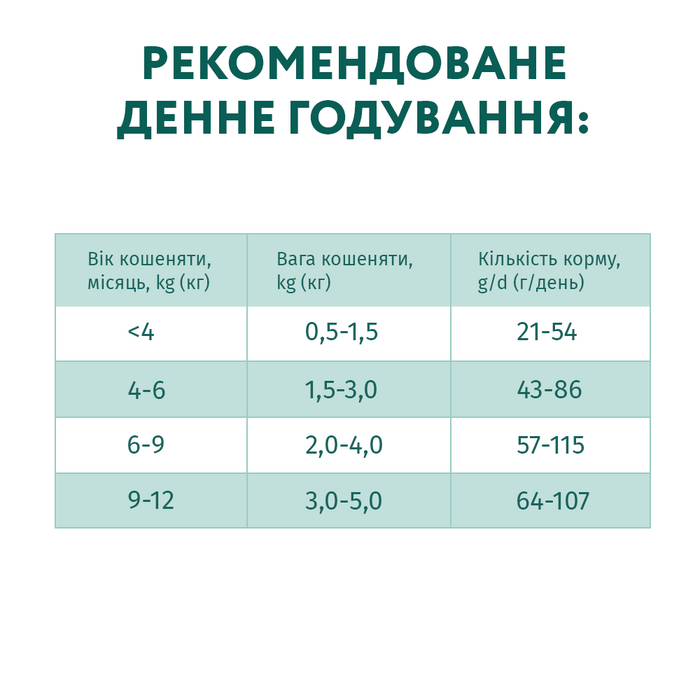 РЕКОМЕНДОВАНЕ
ДЕННЕ ГОДУВАННЯ:
Вік кошеняти, місяць, kg (кг) Вага кошеняти, kg (кг) Кількість корму, g/d (г/день)
<4 0,5-1,5 21-54
4-6 1,5-3,0 43-86
6-9 2,0-4,0 57-115
9-12 3,0-5,0 64-107